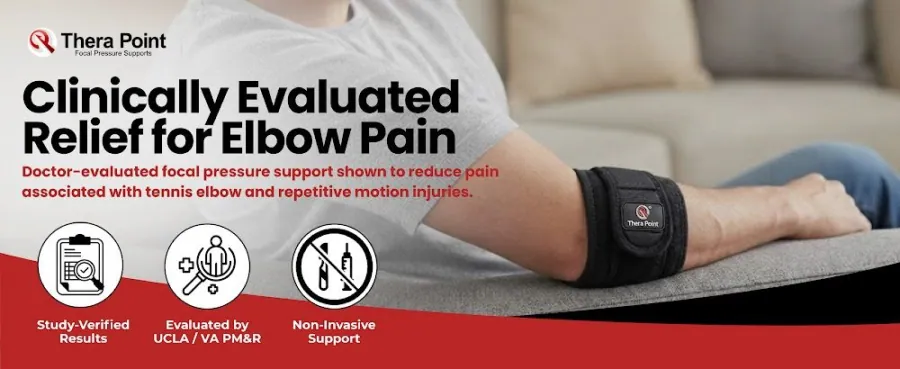 Thera Point
Focal Pressure Supports
Clinically Evaluated
Relief for Elbow Pain
Doctor-evaluated focal pressure support shown to reduce pain
associated with tennis elbow and repetitive motion injuries.
Thera Point
Study-Verified
Results
Evaluated by
UCLA / VA PM&R
Non-Invasive
Support